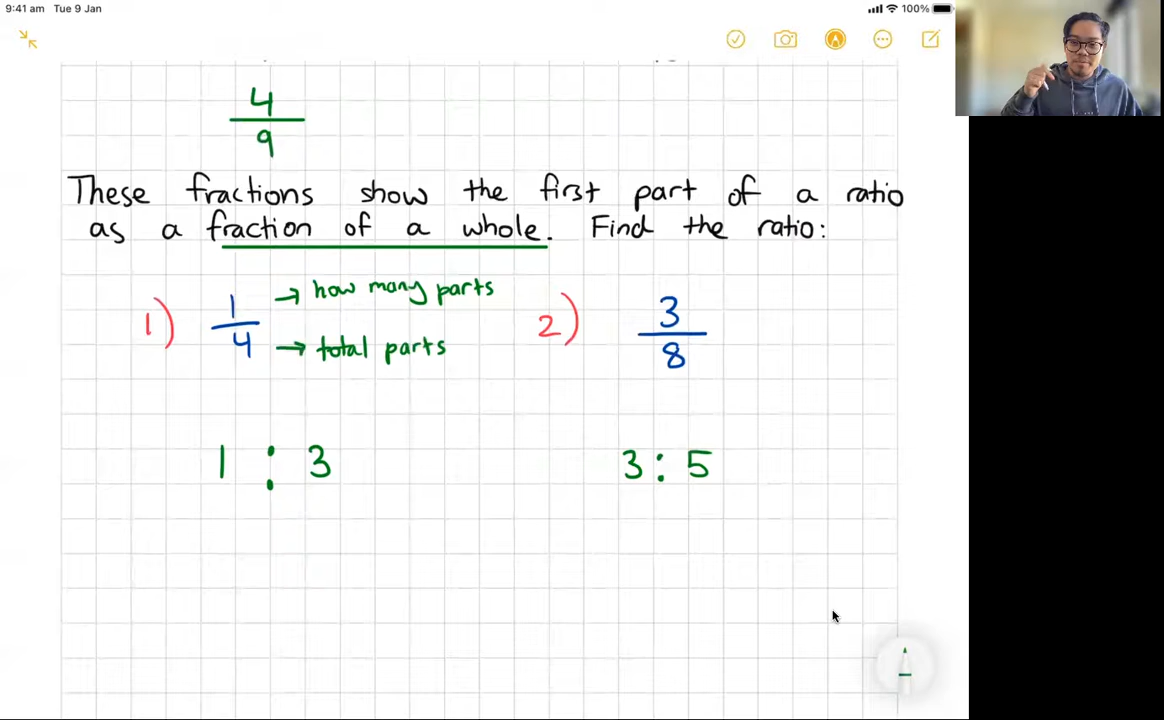 9:41 am Tue 9 Jan
100%
4
9
These fractions show the first part of a ratio
as a fraction of a whole. Find the ratio:
1) 1 → how many parts
4 → total parts
2) 3
8
1 : 3
3 : 5